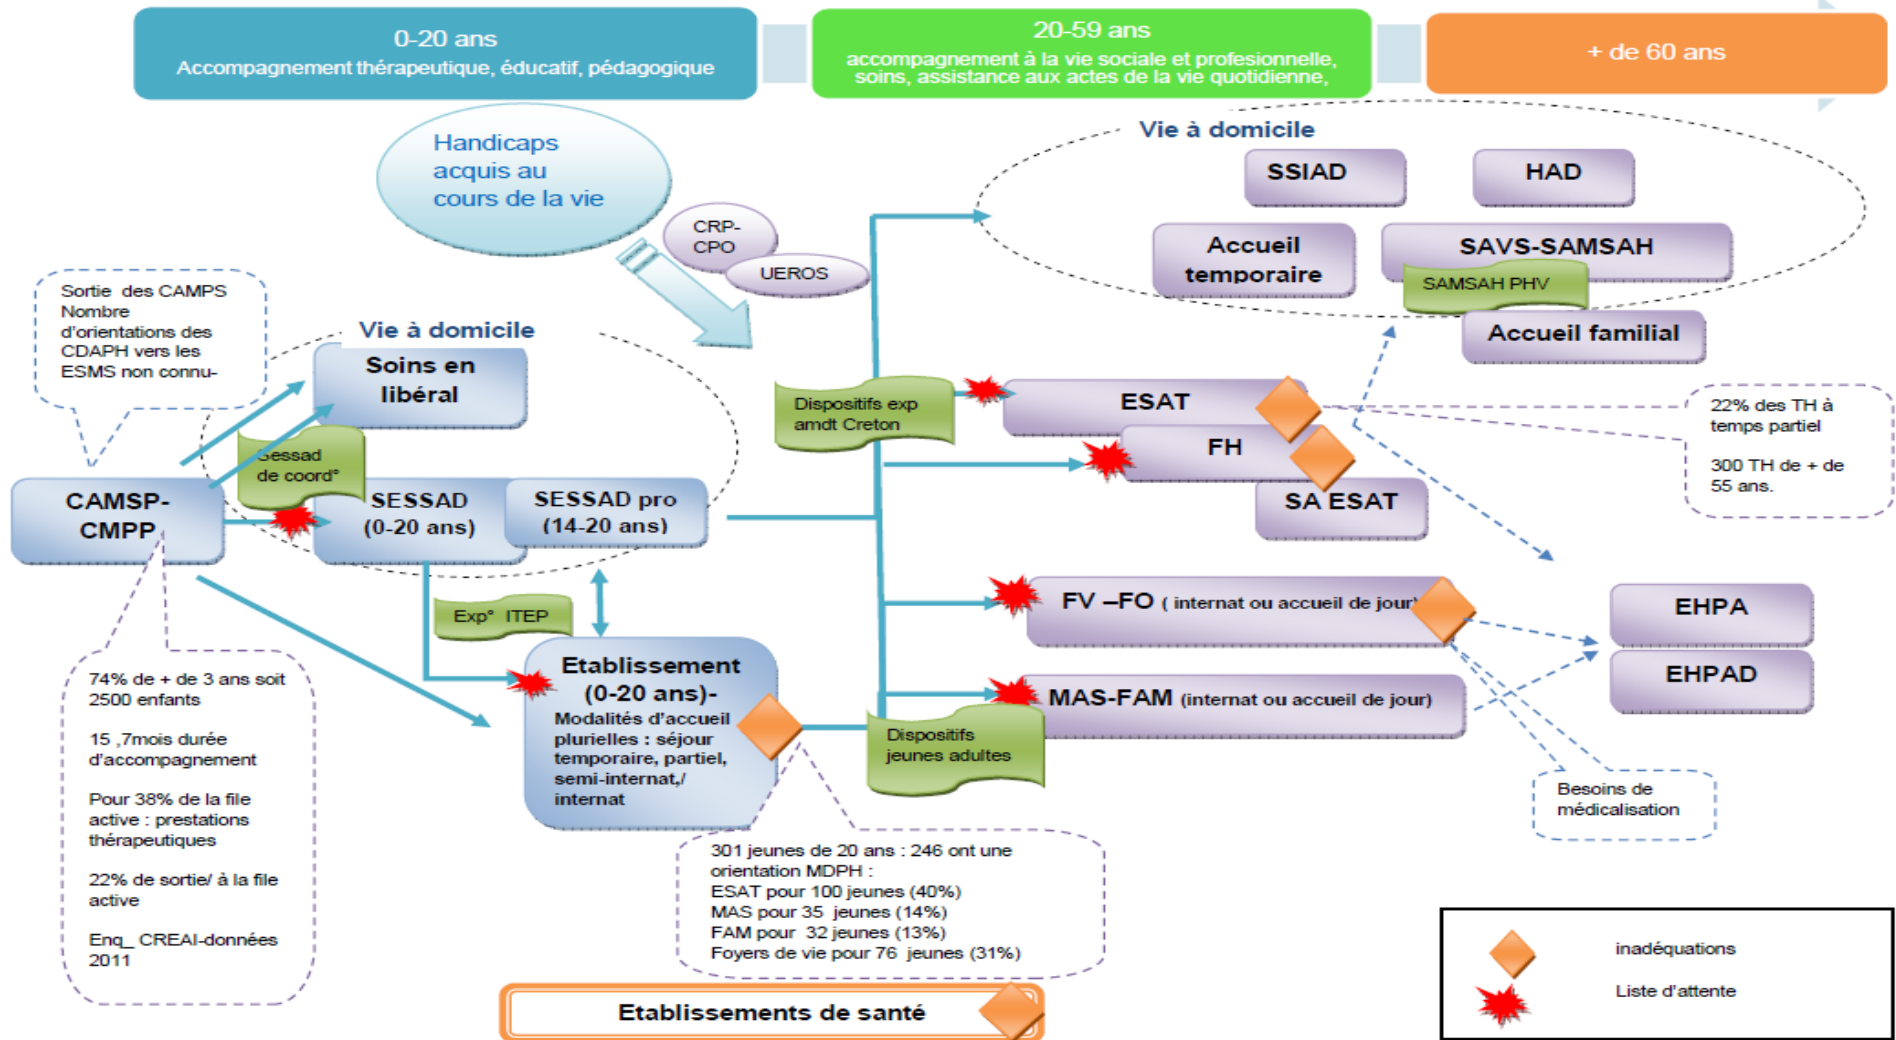 0-20 ans
Accompagnement thérapeutique, éducatif, pédagogique
20-59 ans
accompagnement à la vie sociale et profesionnelle,
soins, assistance aux actes de la vie quotidienne,
+ de 60 ans
Handicaps
acquis au
cours de la vie
CRP-
CPO
UEROS
Vie à domicile
SSIAD
HAD
Accueil
temporaire
SAVS-SAMSAH
SAMSAH PHV
Accueil familial
Sortie des CAMPS
Nombre
d'orientations des
CDAPH vers les
ESMS non connu-
Vie à domicile
Soins en
libéral
Sessad
de coord°
CAMSP-
CMPP
SESSAD
(0-20 ans)
SESSAD pro
(14-20 ans)
Exp° ITEP
Etablissement
(0-20 ans)-
Modalités d'accueil
plurielles : séjour
temporaire, partiel,
semi-internat,/
internat
Dispositifs exp
amdt Creton
ESAT
FH
SA ESAT
22% des TH à
temps partiel
300 TH de + de
55 ans.
FV –FO ( internat ou accueil de jour)
MAS-FAM (internat ou accueil de jour)
Dispositifs
jeunes adultes
EHPA
EHPAD
Besoins de
médicalisation
74% de + de 3 ans soit
2500 enfants
15 ,7mois durée
d'accompagnement
Pour 38% de la file
active : prestations
thérapeutiques
22% de sortie/ à la file
active
Enq_ CREAI-données
2011
301 jeunes de 20 ans : 246 ont une
orientation MDPH :
ESAT pour 100 jeunes (40%)
MAS pour 35 jeunes (14%)
FAM pour 32 jeunes (13%)
Foyers de vie pour 76 jeunes (31%)
Etablissements de santé
inadéquations
Liste d'attente